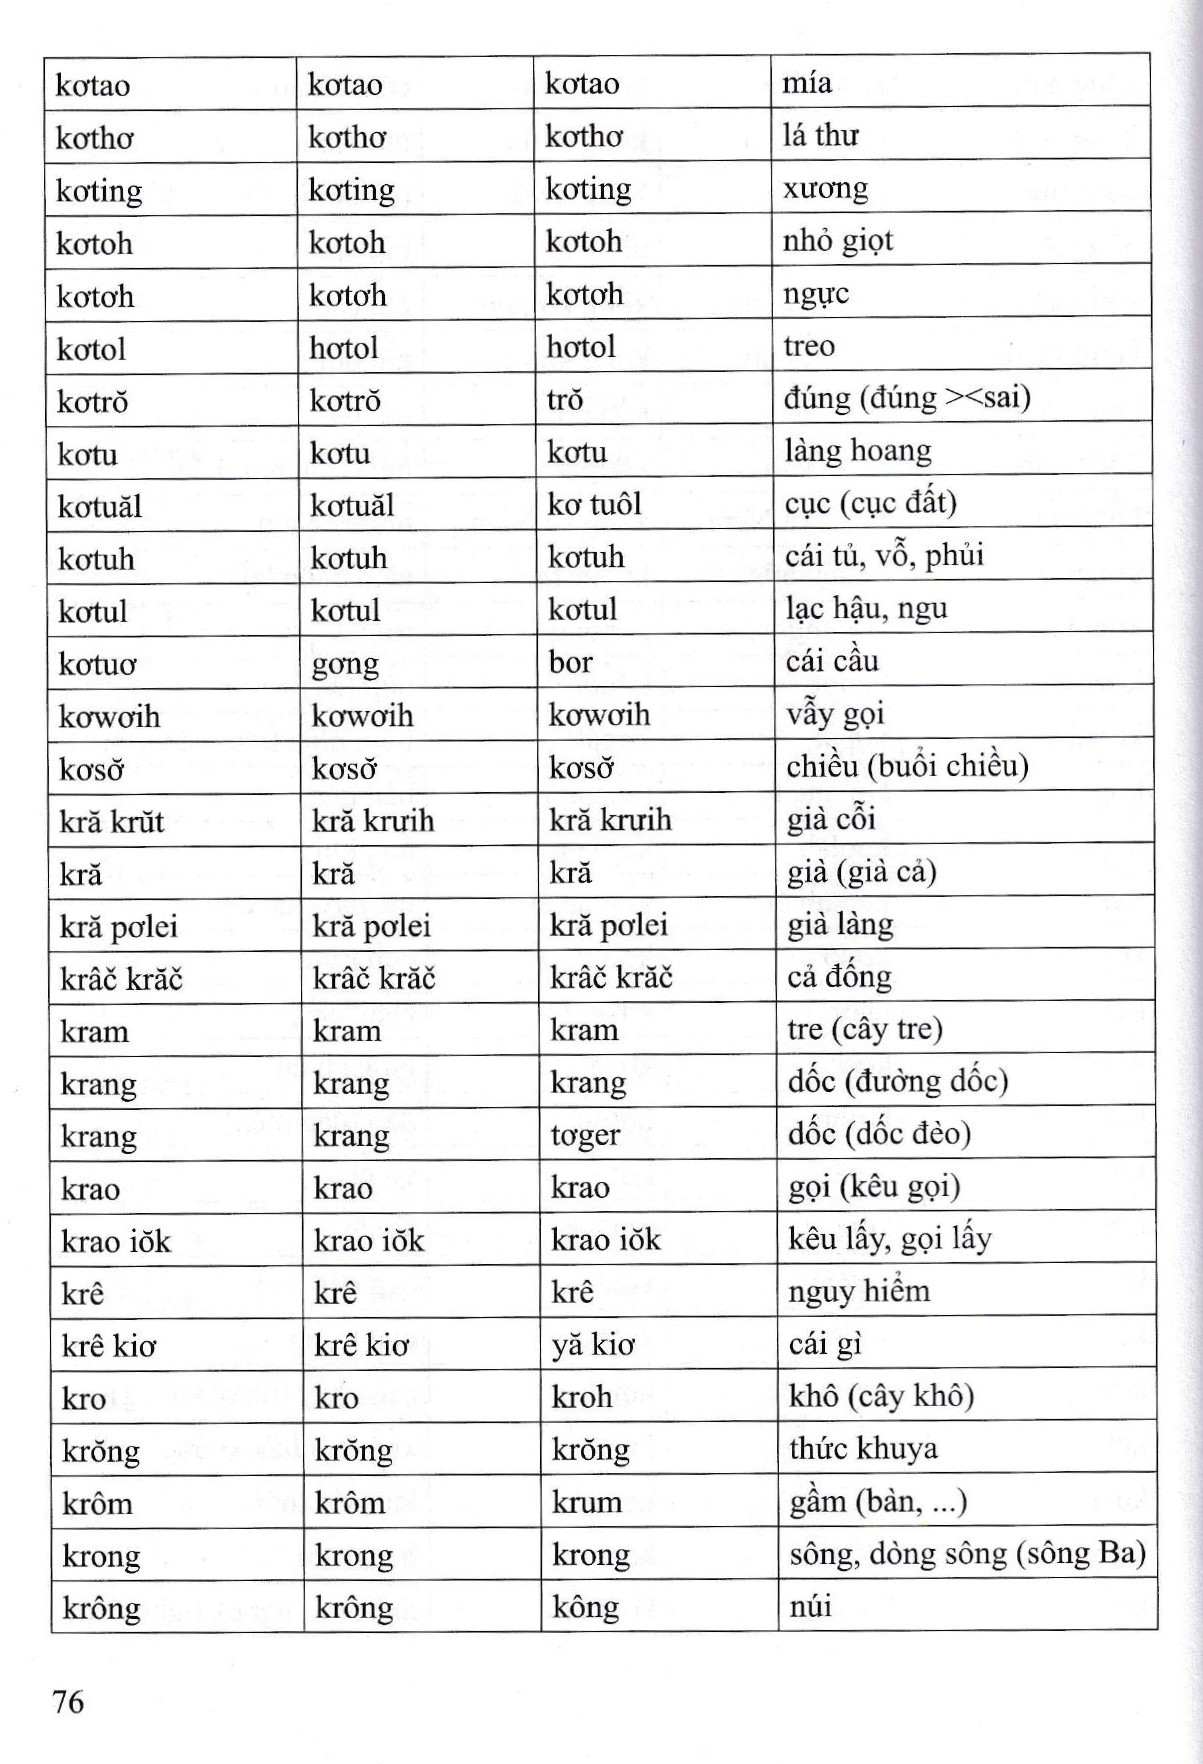 kơtao kơtao kơtao mía
kơthơ kơthơ kơthơ lá thư
kơting kơting kơting xương
kơtoh kơtoh kơtoh nhỏ giọt
kơtơh kơtơh kơtơh ngực
kơtol hơtol hơtol treo
kơtrŏ kơtrŏ trŏ đúng (đúng ><sai)
kơtu kơtu kơtu làng hoang
kơtuăl kơtuăl kơ tuôl cục (cục đất)
kơtuh kơtuh kơtuh cái tủ, vỗ, phủi
kơtul kơtul kơtul lạc hậu, ngu
kơtuơ gơng bor cái cầu
kơwơih kơwơih kơwơih vẫy gọi
kơsơ̆ kơsơ̆ kơsơ̆ chiều (buổi chiều)
kră krŭt kră krưih kră krưih già cỗi
kră kră kră già (già cả)
kră pơlei kră pơlei kră pơlei già làng
krâč krăč krâč krăč krâč krăč cả đống
kram kram kram tre (cây tre)
krang krang krang dốc (đường dốc)
krang krang tơger dốc (dốc đèo)
krao krao krao gọi (kêu gọi)
krao iŏk krao iŏk krao iŏk kêu lấy, gọi lấy
krê krê krê nguy hiểm
krê kiơ krê kiơ yă kiơ cái gì
kro kro kroh khô (cây khô)
krŏng krŏng krŏng thức khuya
krôm krôm krum gầm (bàn, ...)
krong krong krong sông, dòng sông (sông Ba)
krông krông kông núi
76